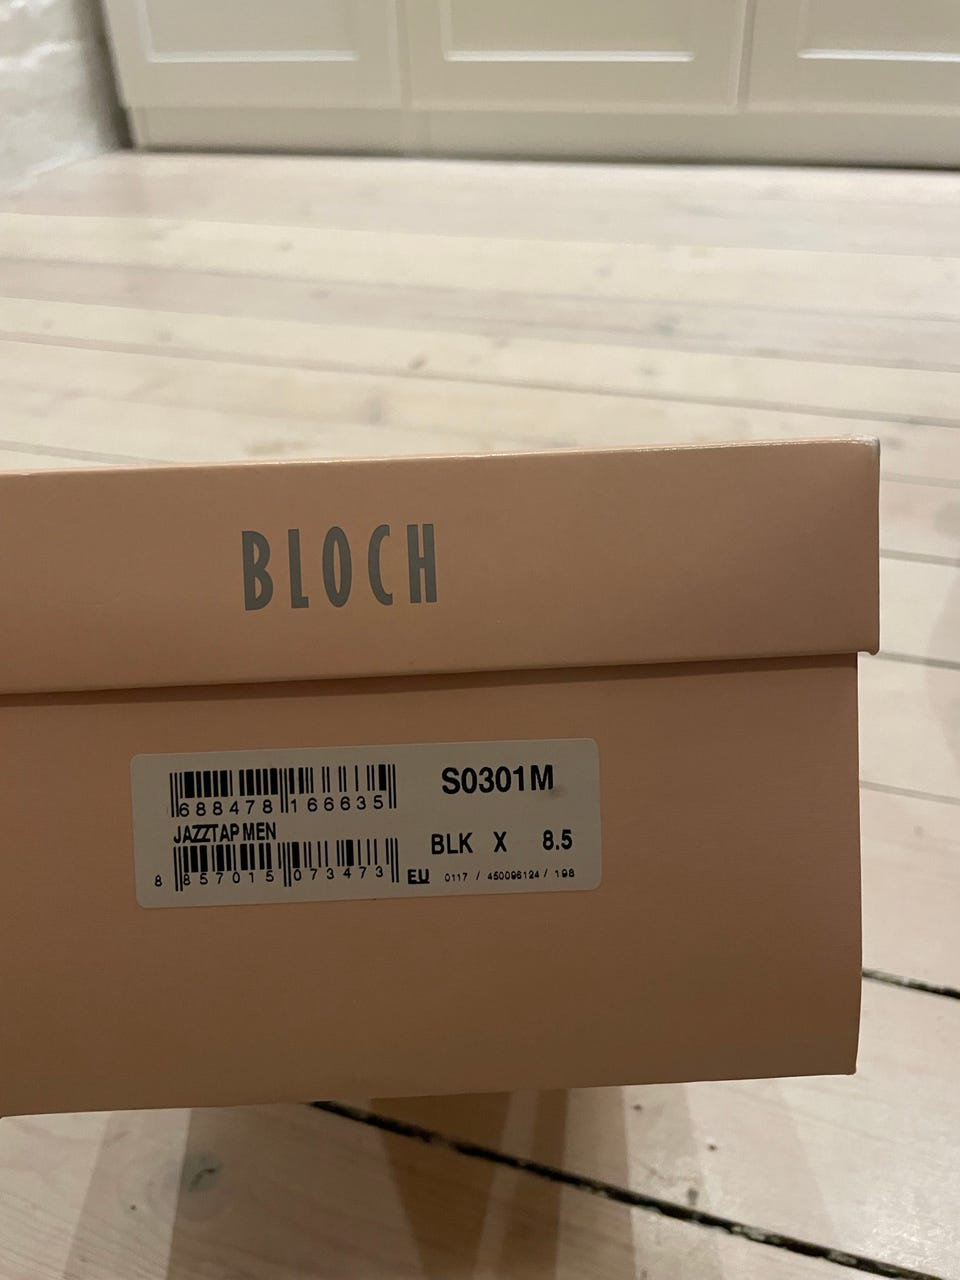 BLOCH
688478 166635
S0301M
JAZZTAP MEN
BLK X 8.5
8 857015 073473
EU 0117 / 450096124 / 198